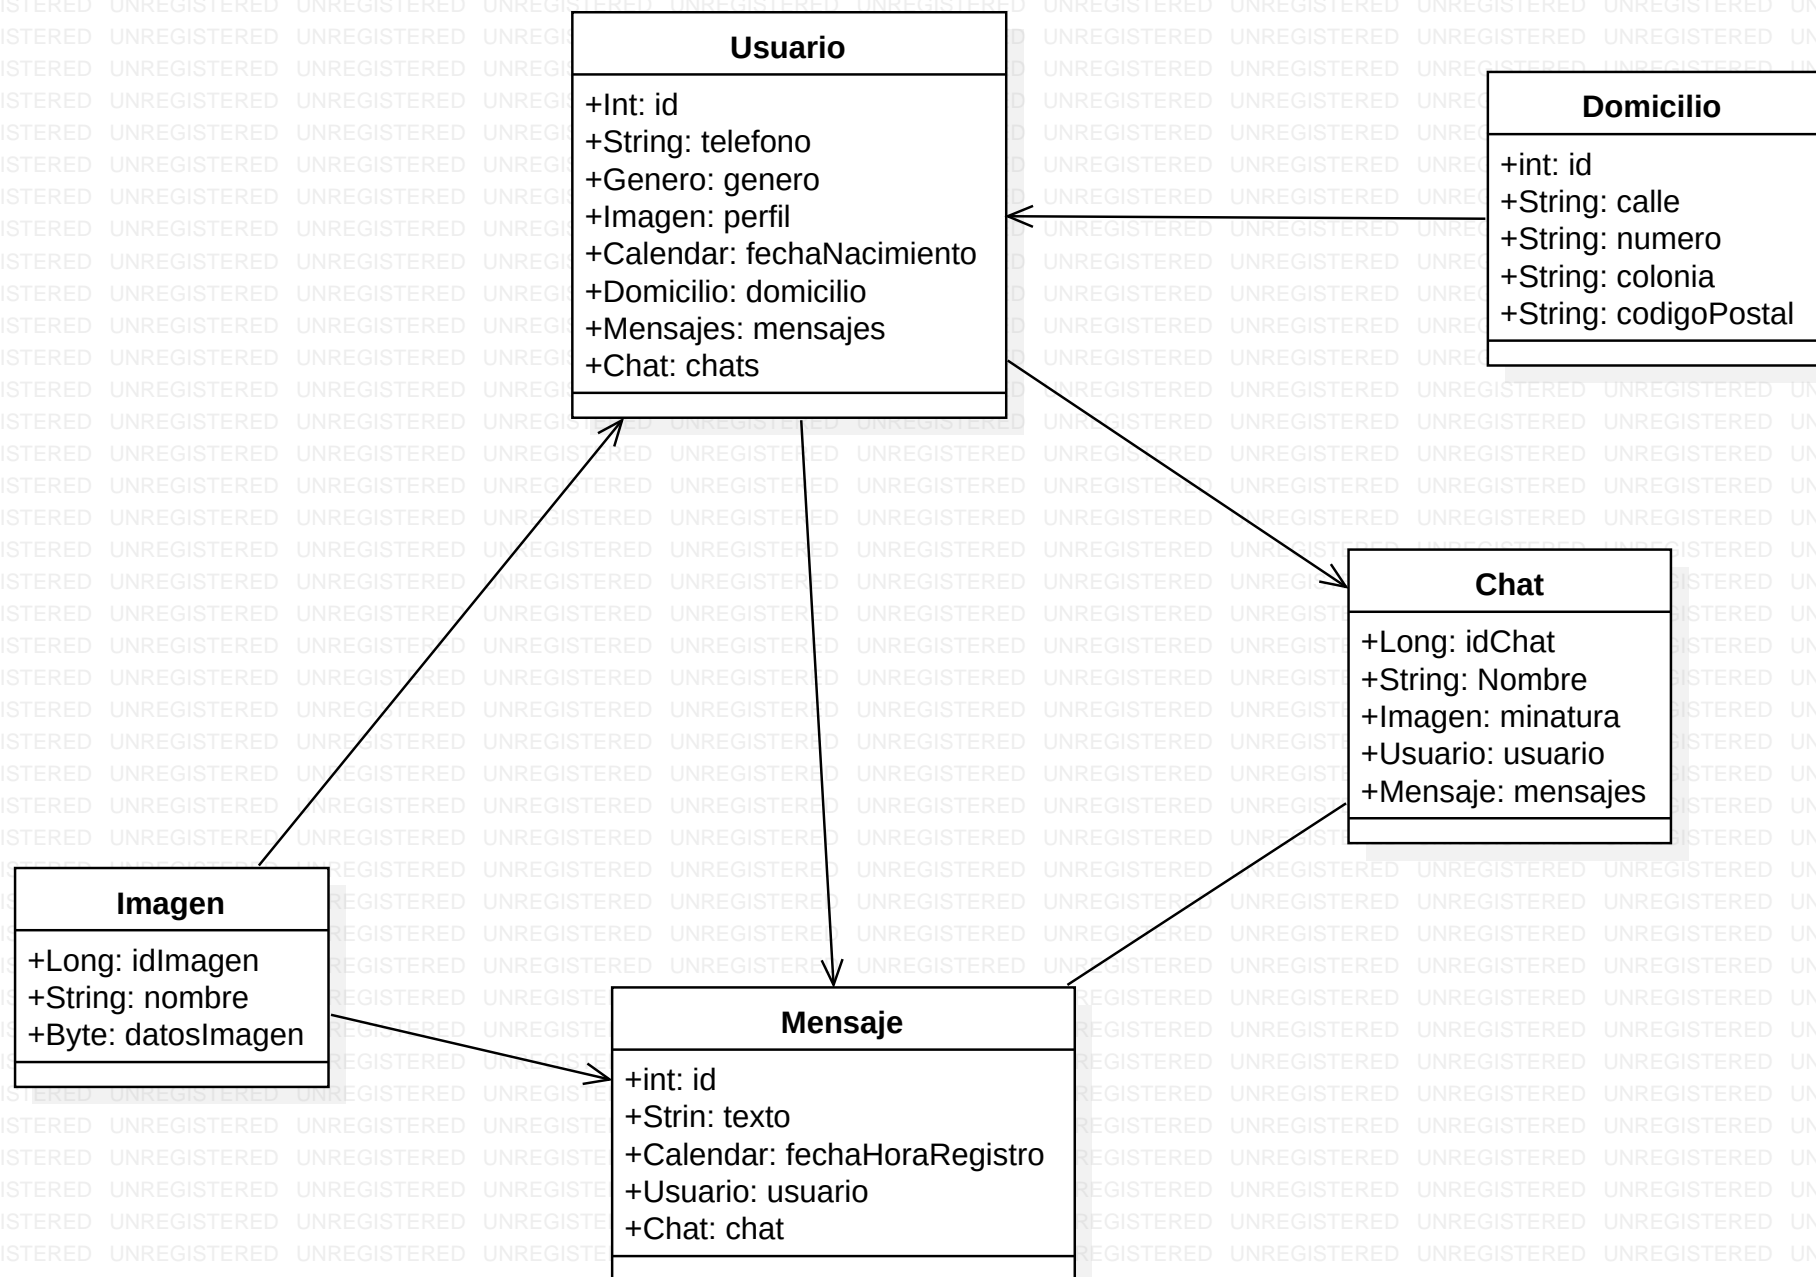 Usuario
+Int: id
+String: telefono
+Genero: genero
+Imagen: perfil
+Calendar: fechaNacimiento
+Domicilio: domicilio
+Mensajes: mensajes
+Chat: chats
Domicilio
+int: id
+String: calle
+String: numero
+String: colonia
+String: codigoPostal
Chat
+Long: idChat
+String: Nombre
+Imagen: minatura
+Usuario: usuario
+Mensaje: mensajes
Imagen
+Long: idImagen
+String: nombre
+Byte: datosImagen
Mensaje
+int: id
+Strin: texto
+Calendar: fechaHoraRegistro
+Usuario: usuario
+Chat: chat
UNREGISTERED